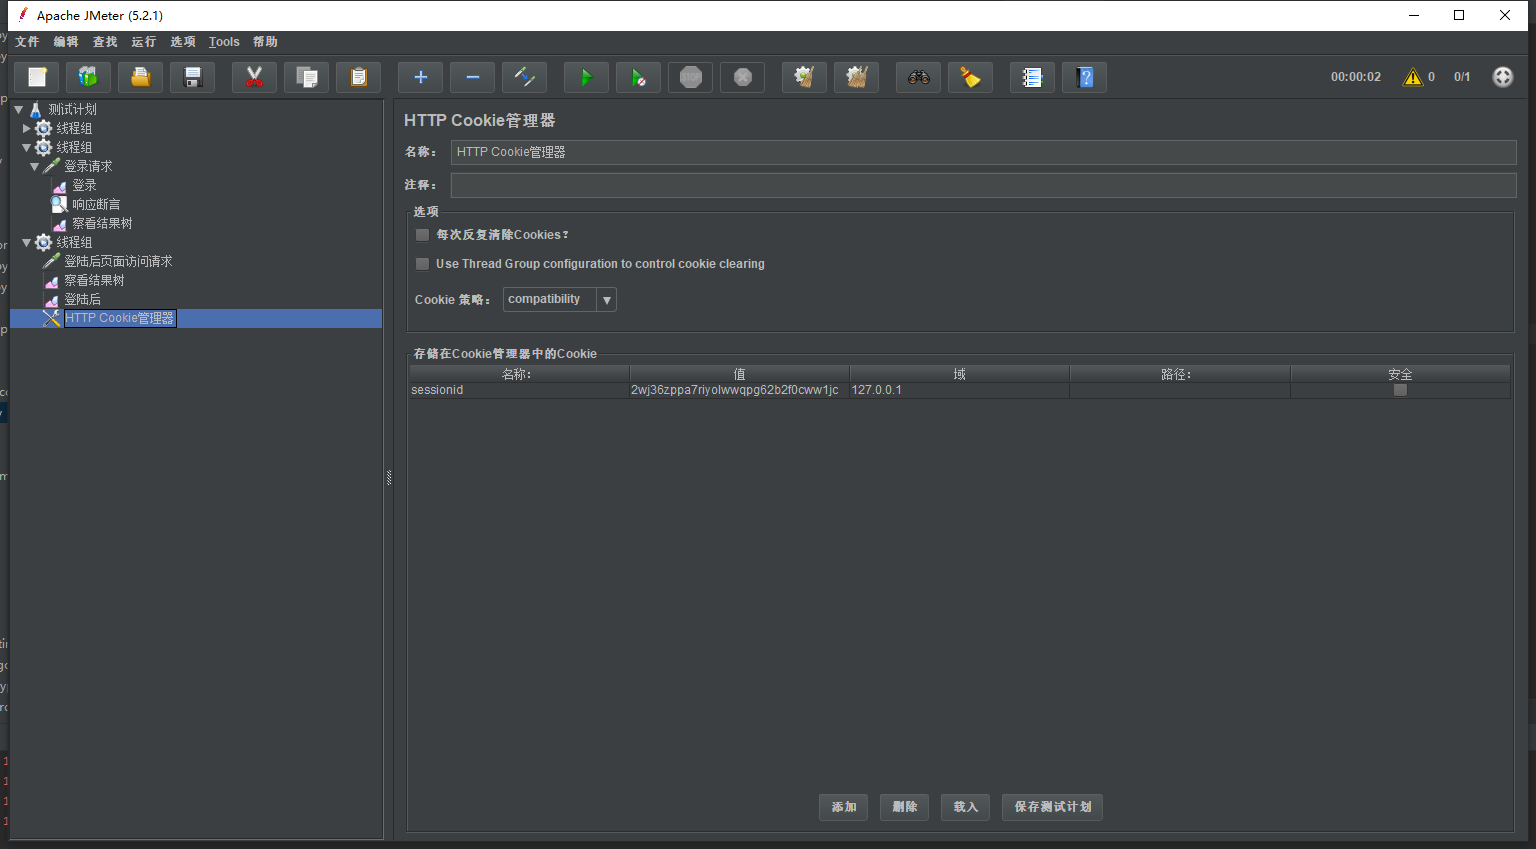 Apache JMeter (5.2.1)
文件 编辑 查找 运行 选项 Tools 帮助
STOP
00:00:02 0 0/1
测试计划
线程组
线程组
登录请求
登录
响应断言
察看结果树
线程组
登陆后页面访问请求
察看结果树
登陆后
HTTP Cookie管理器
HTTP Cookie管理器
名称: HTTP Cookie管理器
注释:
选项
每次反复清除Cookies?
Use Thread Group configuration to control cookie clearing
Cookie 策略: compatibility
存储在Cookie管理器中的Cookie
名称: 值 域 路径: 安全
sessionid 2wj36zppa7riyolwwqpg62b2f0cww1jc 127.0.0.1
添加 删除 载入 保存测试计划